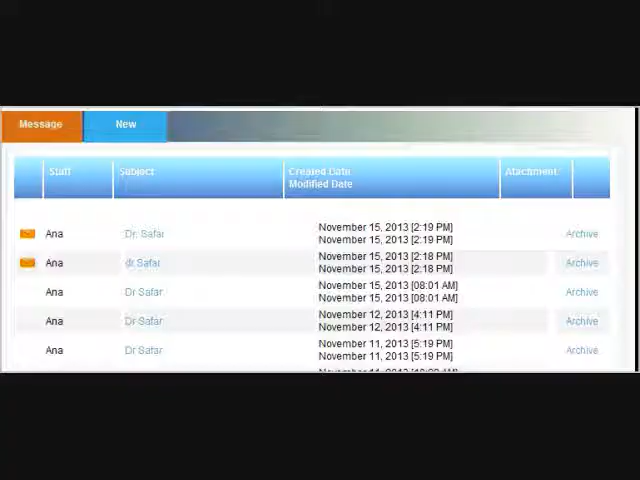 Message New
Staff Subject Created Date Atachment
Modified Date
November 15, 2013 [2:19 PM]
Ana Dr. Safar Archive
November 15, 2013 [2:19 PM]
November 15, 2013 [2:18 PM]
Ana dr.Safar Archive
November 15, 2013 [2:18 PM]
November 15, 2013 [08:01 AM]
Ana Dr Safar Archive
November 15, 2013 [08:01 AM]
November 12, 2013 [4:11 PM]
Ana Dr Safar Archive
November 12, 2013 [4:11 PM]
November 11, 2013 [5:19 PM]
Ana Dr Safar Archive
November 11, 2013 [5:19 PM]